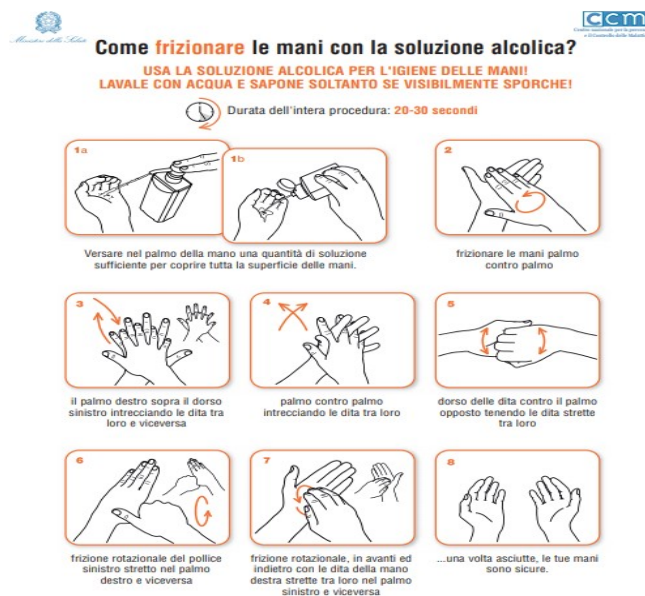 Ministero della Salute
ccm
Come frizionare le mani con la soluzione alcolica?
USA LA SOLUZIONE ALCOLICA PER L'IGIENE DELLE MANI!
LAVALE CON ACQUA E SAPONE SOLTANTO SE VISIBILMENTE SPORCHE!
Durata dell'intera procedura: 20-30 secondi
1a
1b
Versare nel palmo della mano una quantità di soluzione
sufficiente per coprire tutta la superficie delle mani.
2
frizionare le mani palmo
contro palmo
3
il palmo destro sopra il dorso
sinistro intrecciando le dita tra
loro e viceversa
4
palmo contro palmo
intrecciando le dita tra loro
5
dorso delle dita contro il palmo
opposto tenendo le dita strette
tra loro
6
frizione rotazionale del pollice
sinistro stretto nel palmo
destro e viceversa
7
frizione rotazionale, in avanti ed
indietro con le dita della mano
destra strette tra loro nel palmo
sinistro e viceversa
8
...una volta asciutte, le tue mani
sono sicure.